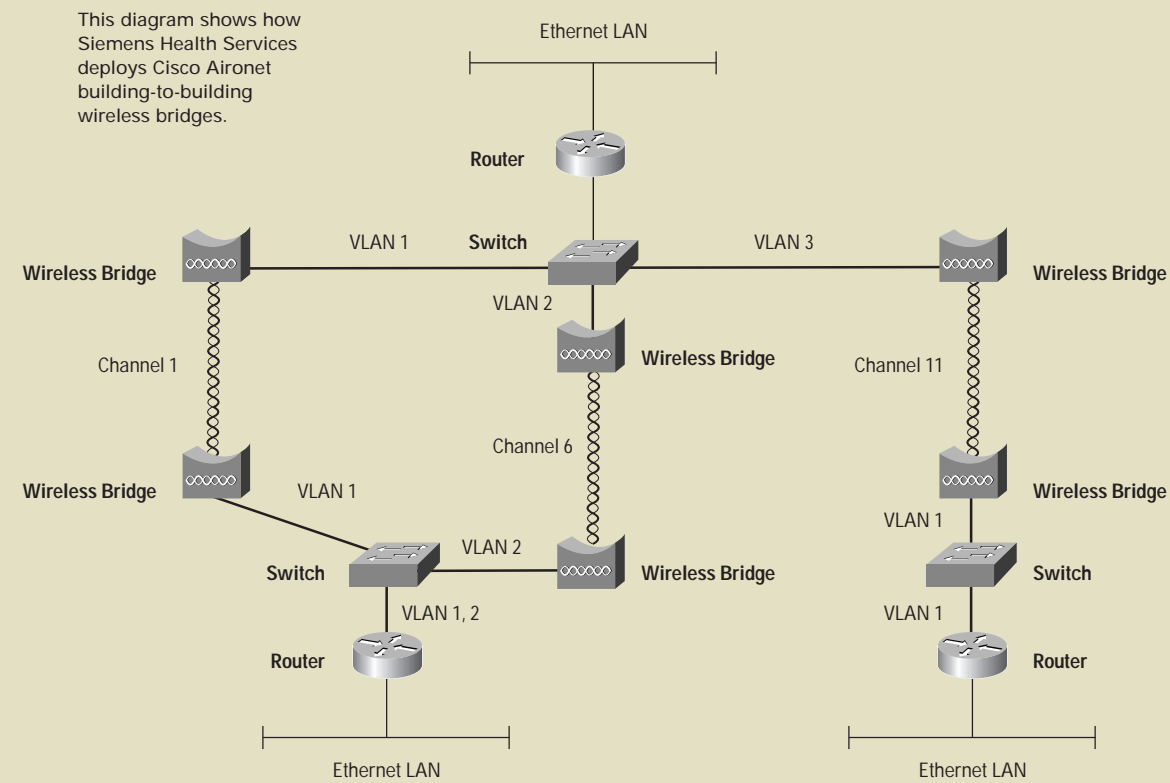 This diagram shows how
Siemens Health Services
deploys Cisco Aironet
building-to-building
wireless bridges.
Ethernet LAN
Router
VLAN 1
Switch
VLAN 3
Wireless Bridge
Wireless Bridge
VLAN 2
Channel 1
Wireless Bridge
Channel 11
Channel 6
Wireless Bridge
VLAN 1
Wireless Bridge
VLAN 1
VLAN 2
Switch
Wireless Bridge
Switch
VLAN 1, 2
VLAN 1
Router
Router
Ethernet LAN
Ethernet LAN